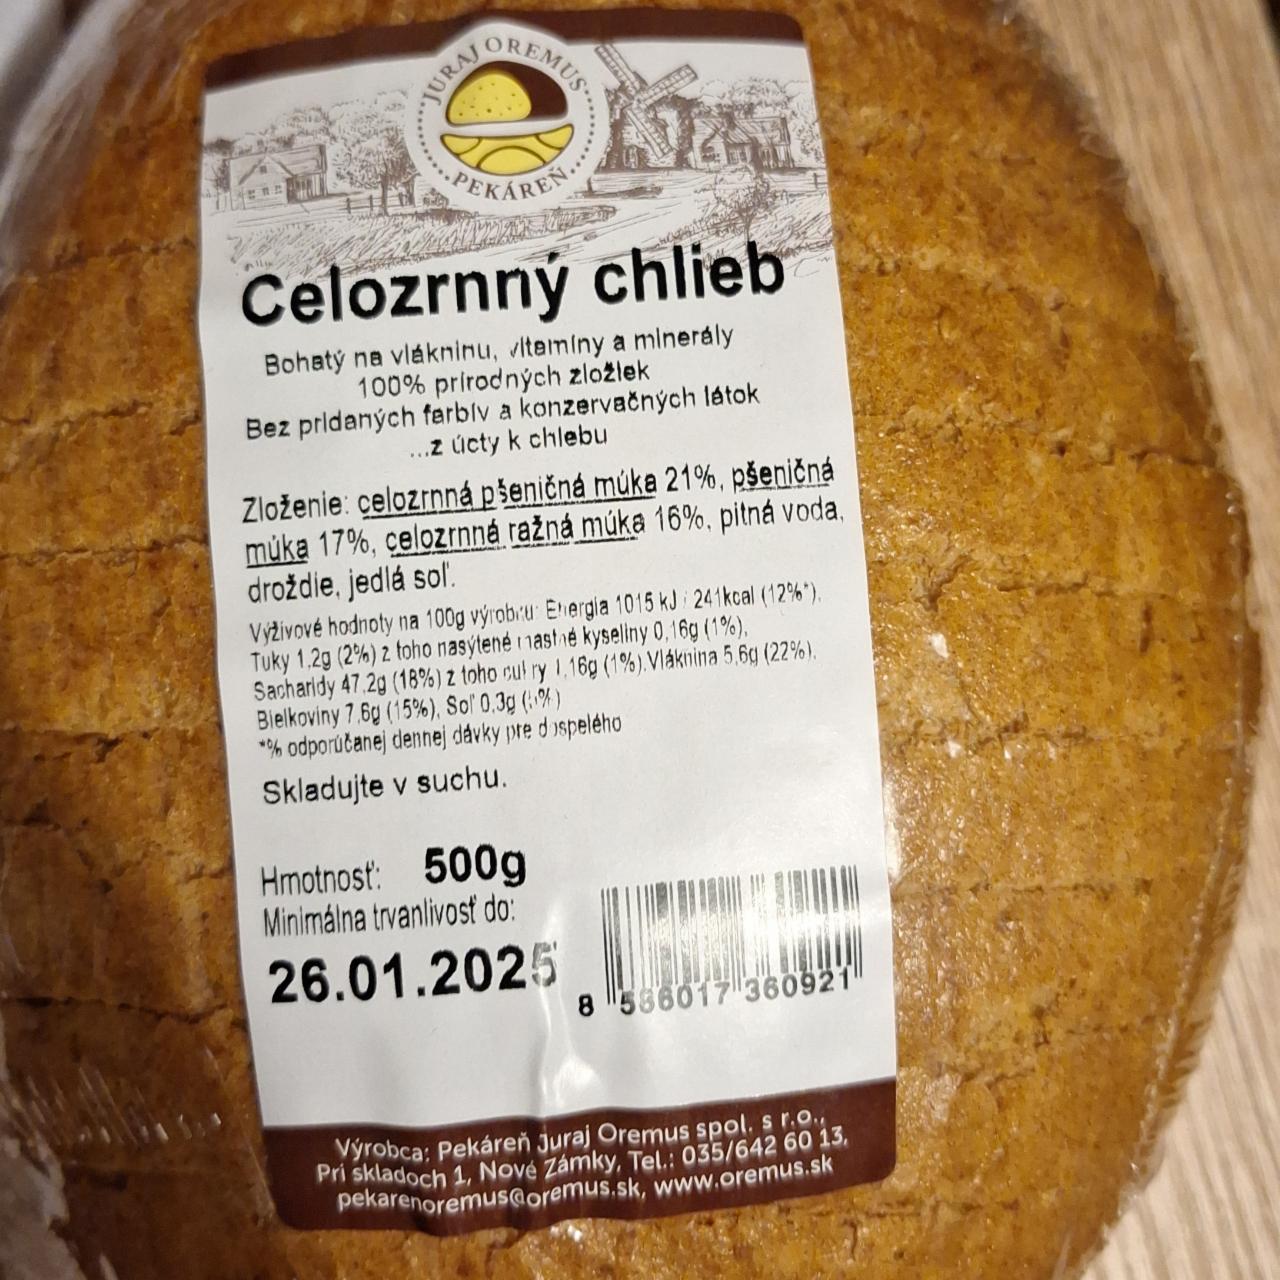 JURAJ OREMUS
PEKÁREŇ
Celozrnný chlieb
Bohatý na vlákninu, vitamíny a minerály
100% prírodných zložiek
Bez pridaných farbív a konzervačných látok
...z úcty k chlebu
Zloženie: celozrnná pšeničná múka 21%, pšeničná
múka 17%, celozrnná ražná múka 16%, pitná voda,
droždie, jedlá soľ.
Výživové hodnoty na 100g výrobku: Energia 1015 kJ / 241kcal (12%*),
Tuky 1,2g (2%) z toho nasýtené mastné kyseliny 0,16g (1%),
Sacharidy 47,2g (18%) z toho cukry 1,16g (1%).Vláknina 5,6g (22%),
Bielkoviny 7,6g (15%), Soľ 0,3g
*% odporúčanej dennej dávky pre dospelého
Skladujte v suchu.
Hmotnosť: 500g
Minimálna trvanlivosť do:
26.01.2025
8 586017 360921
Výrobca: Pekáreň Juraj Oremus spol. s r.o.,
Pri skladoch 1, Nové Zámky, Tel.: 035/642 60 13,
pekarenoremus@oremus.sk, www.oremus.sk